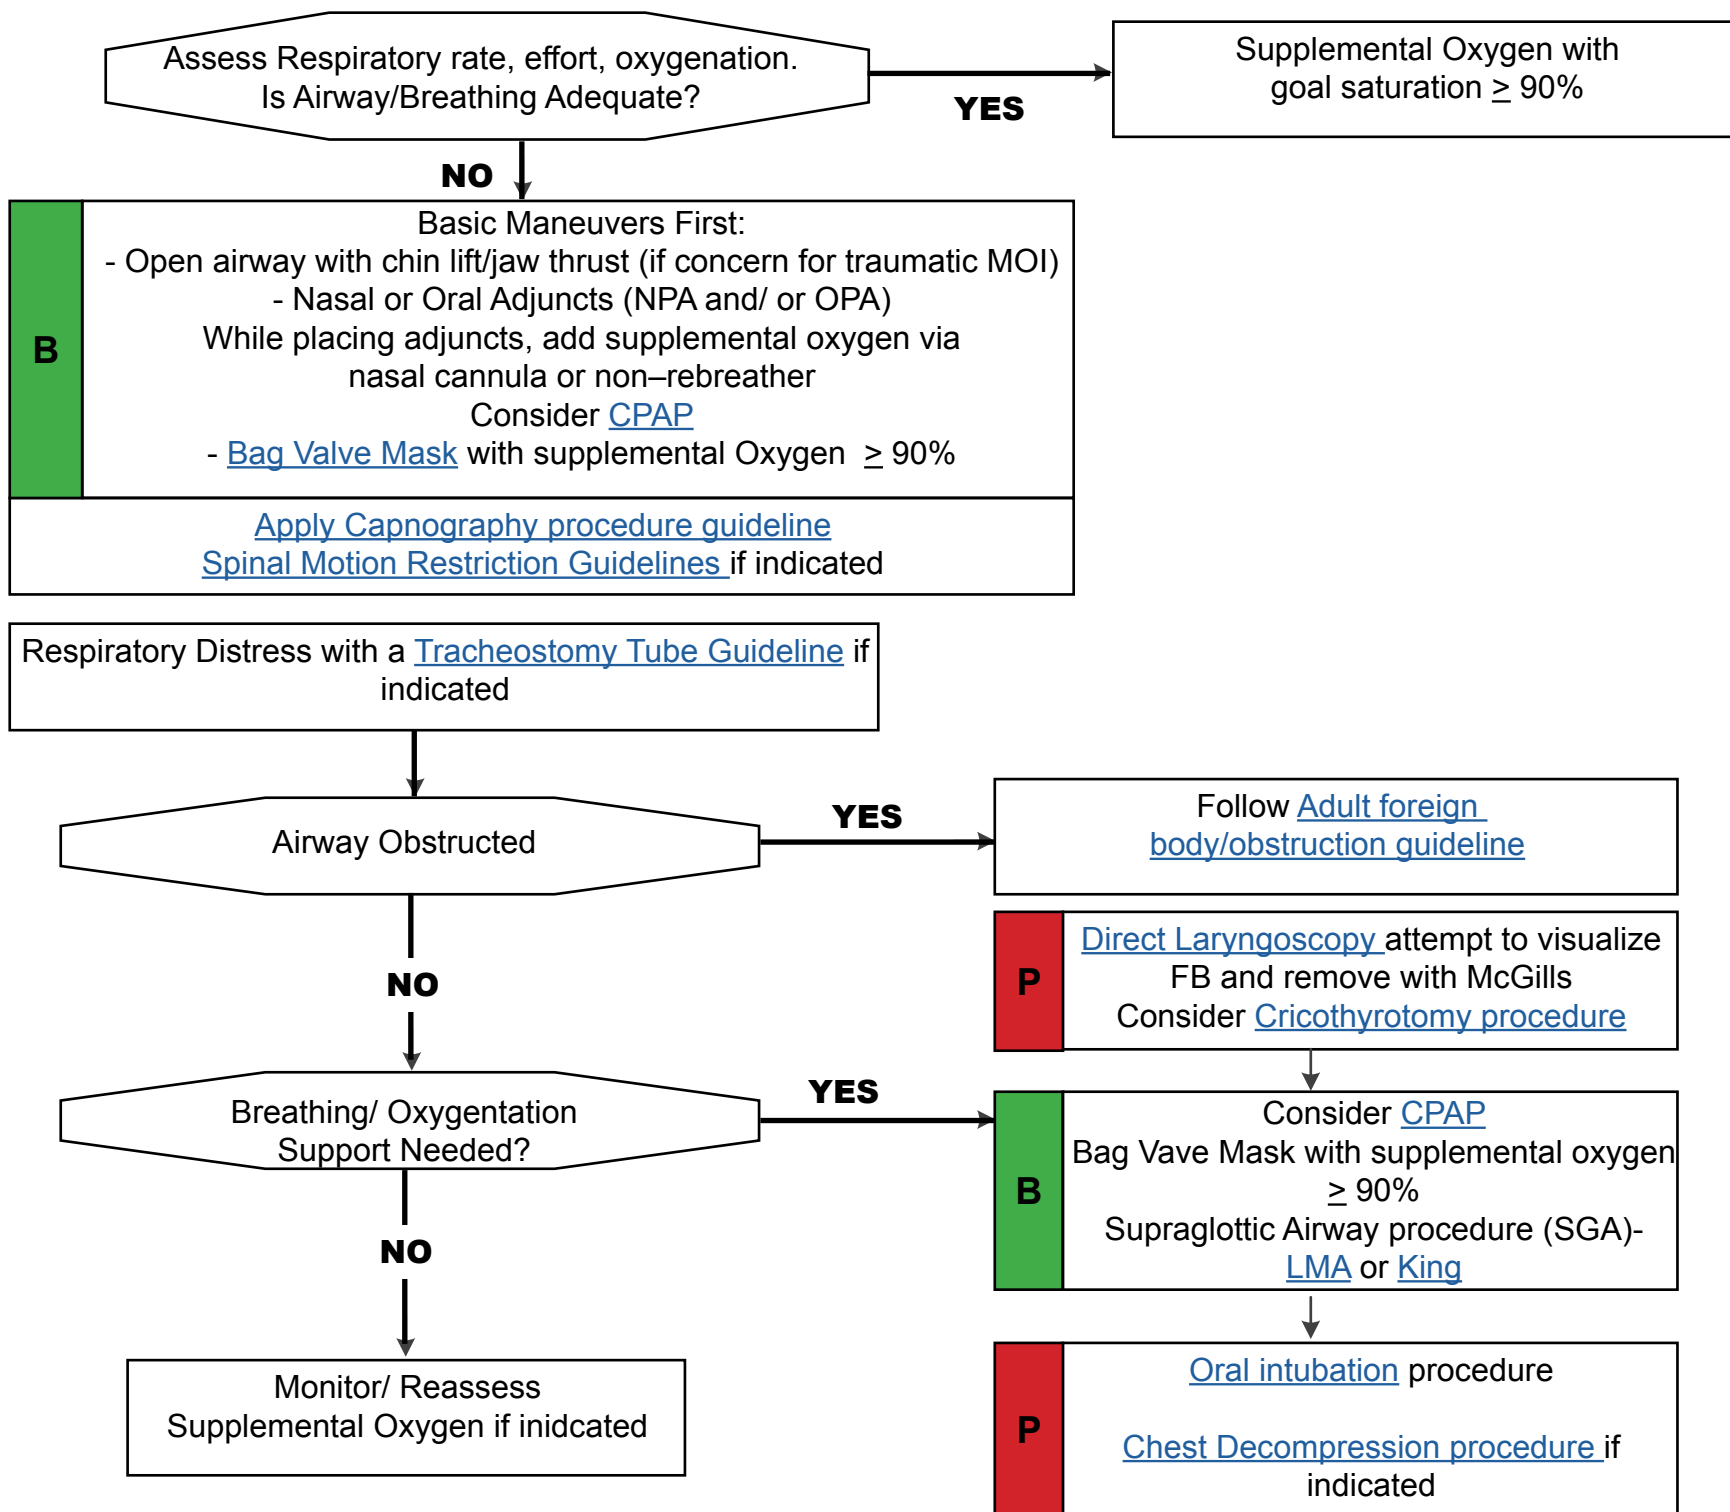 Assess Respiratory rate, effort, oxygenation.
Is Airway/Breathing Adequate?
YES
Supplemental Oxygen with
goal saturation ≥ 90%
NO
B
Basic Maneuvers First:
- Open airway with chin lift/jaw thrust (if concern for traumatic MOI)
- Nasal or Oral Adjuncts (NPA and/ or OPA)
While placing adjuncts, add supplemental oxygen via
nasal cannula or non–rebreather
Consider CPAP
- Bag Valve Mask with supplemental Oxygen ≥ 90%
Apply Capnography procedure guideline
Spinal Motion Restriction Guidelines if indicated
Respiratory Distress with a Tracheostomy Tube Guideline if
indicated
Airway Obstructed
YES
Follow Adult foreign
body/obstruction guideline
P
Direct Laryngoscopy attempt to visualize
FB and remove with McGills
Consider Cricothyrotomy procedure
NO
Breathing/ Oxygentation
Support Needed?
YES
B
Consider CPAP
Bag Vave Mask with supplemental oxygen
≥ 90%
Supraglottic Airway procedure (SGA)-
LMA or King
NO
Monitor/ Reassess
Supplemental Oxygen if inidcated
P
Oral intubation procedure
Chest Decompression procedure if
indicated